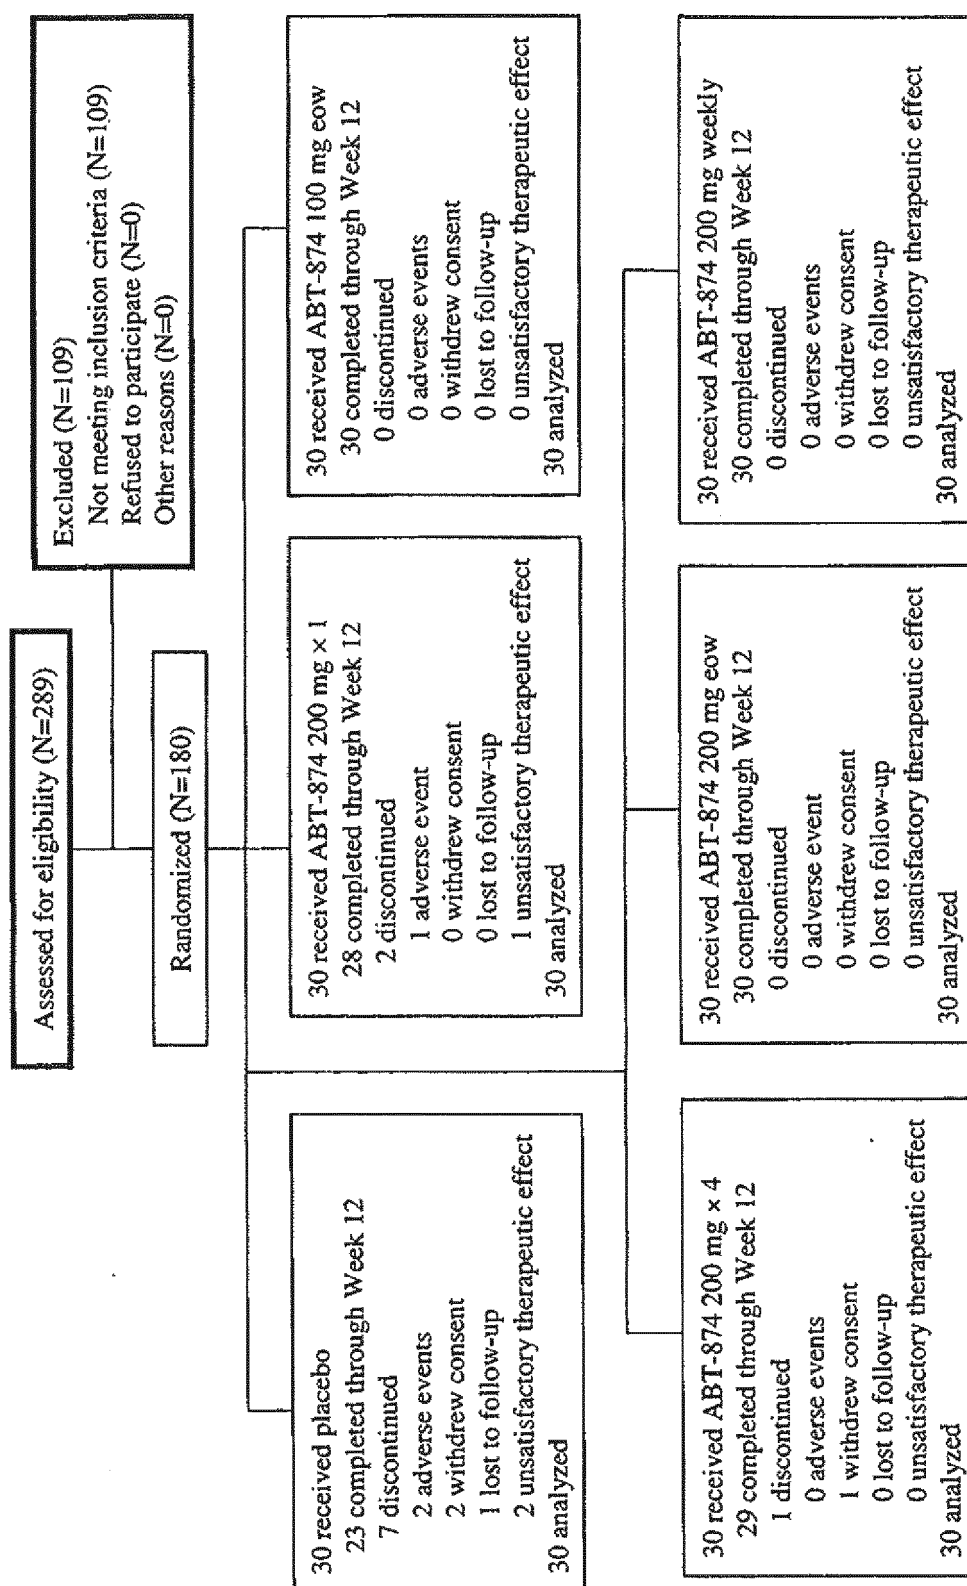 Assessed for eligibility (N=289)
Excluded (N=109)
Not meeting inclusion criteria (N=109)
Refused to participate (N=0)
Other reasons (N=0)
Randomized (N=180)
30 received placebo
23 completed through Week 12
7 discontinued
2 adverse events
2 withdrew consent
1 lost to follow-up
2 unsatisfactory therapeutic effect
30 analyzed
30 received ABT-874 200 mg x 1
28 completed through Week 12
2 discontinued
1 adverse event
0 withdrew consent
0 lost to follow-up
1 unsatisfactory therapeutic effect
30 analyzed
30 received ABT-874 100 mg eow
30 completed through Week 12
0 discontinued
0 adverse events
0 withdrew consent
0 lost to follow-up
0 unsatisfactory therapeutic effect
30 analyzed
30 received ABT-874 200 mg x 4
29 completed through Week 12
1 discontinued
0 adverse events
1 withdrew consent
0 lost to follow-up
0 unsatisfactory therapeutic effect
30 analyzed
30 received ABT-874 200 mg eow
30 completed through Week 12
0 discontinued
0 adverse event
0 withdrew consent
0 lost to follow-up
0 unsatisfactory therapeutic effect
30 analyzed
30 received ABT-874 200 mg weekly
30 completed through Week 12
0 discontinued
0 adverse events
0 withdrew consent
0 lost to follow-up
0 unsatisfactory therapeutic effect
30 analyzed